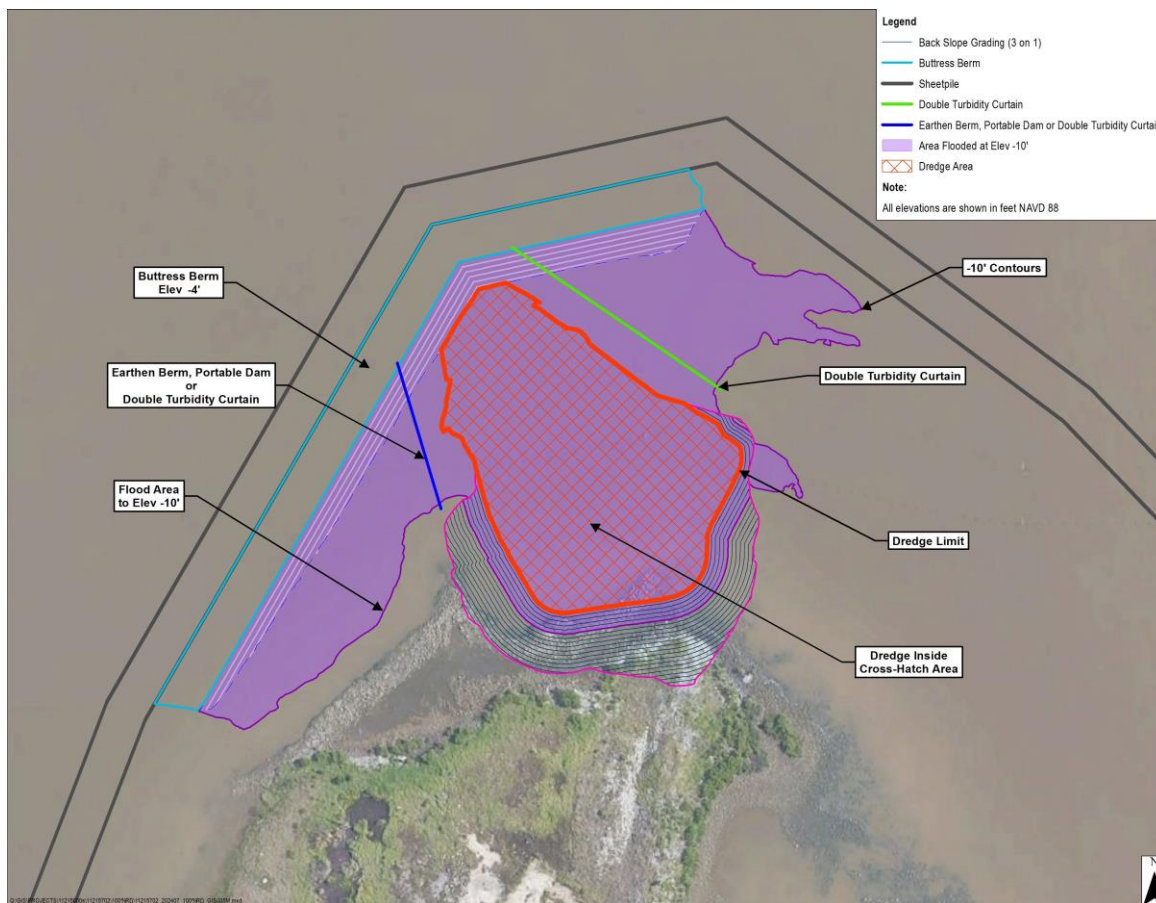 Legend
Back Slope Grading (3 on 1)
Buttress Berm
Sheetpile
Double Turbidity Curtain
Earthen Berm, Portable Dam or Double Turbidity Curtain
Area Flooded at Elev -10'
Dredge Area
Note:
All elevations are shown in feet NAVD 88
-10' Contours
Buttress Berm
Elev -4'
Earthen Berm, Portable Dam
or
Double Turbidity Curtain
Double Turbidity Curtain
Flood Area
to Elev -10'
Dredge Limit
Dredge Inside
Cross-Hatch Area
N